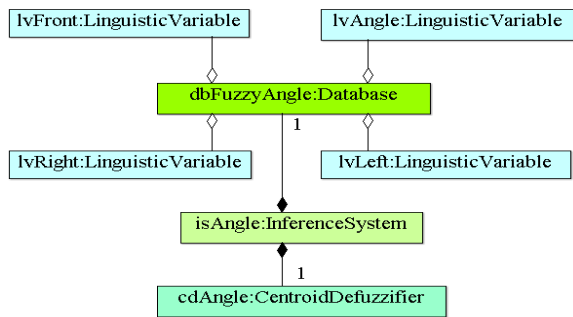 lvFront:LinguisticVariable
lvAngle:LinguisticVariable
dbFuzzyAngle:Database
1
lvRight:LinguisticVariable
lvLeft:LinguisticVariable
isAngle:InferenceSystem
1
cdAngle:CentroidDefuzzifier